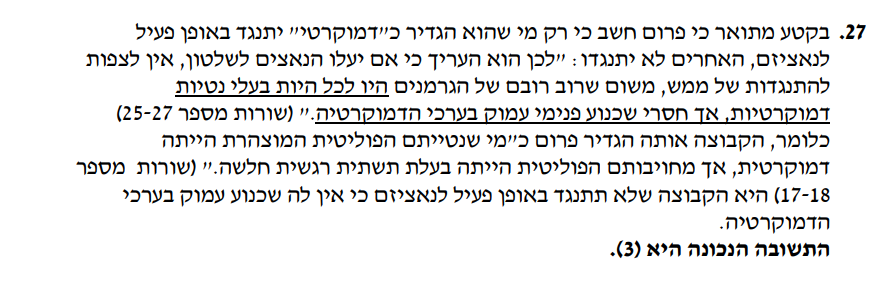 27. בקטע מתואר כי פרום חשב כי רק מי שהוא הגדיר כ"דמוקרטי" יתנגד באופן פעיל
לנאציזם, האחרים לא יתנגדו: "לכן הוא העריך כי אם יעלו הנאצים לשלטון, אין לצפות
להתנגדות של ממש, משום שרוב רובם של הגרמנים היו לכל היות בעלי נטיות
דמוקרטיות, אך חסרי שכנוע פנימי עמוק בערכי הדמוקרטיה." (שורות מספר 25-27)
כלומר, הקבוצה אותה הגדיר פרום כ"מי שנטייתם הפוליטית המוצהרת הייתה
דמוקרטית, אך מחויבותם הפוליטית הייתה בעלת תשתית רגשית חלשה." (שורות מספר
17-18) היא הקבוצה שלא תתנגד באופן פעיל לנאציזם כי אין לה שכנוע עמוק בערכי
הדמוקרטיה.
התשובה הנכונה היא (3).